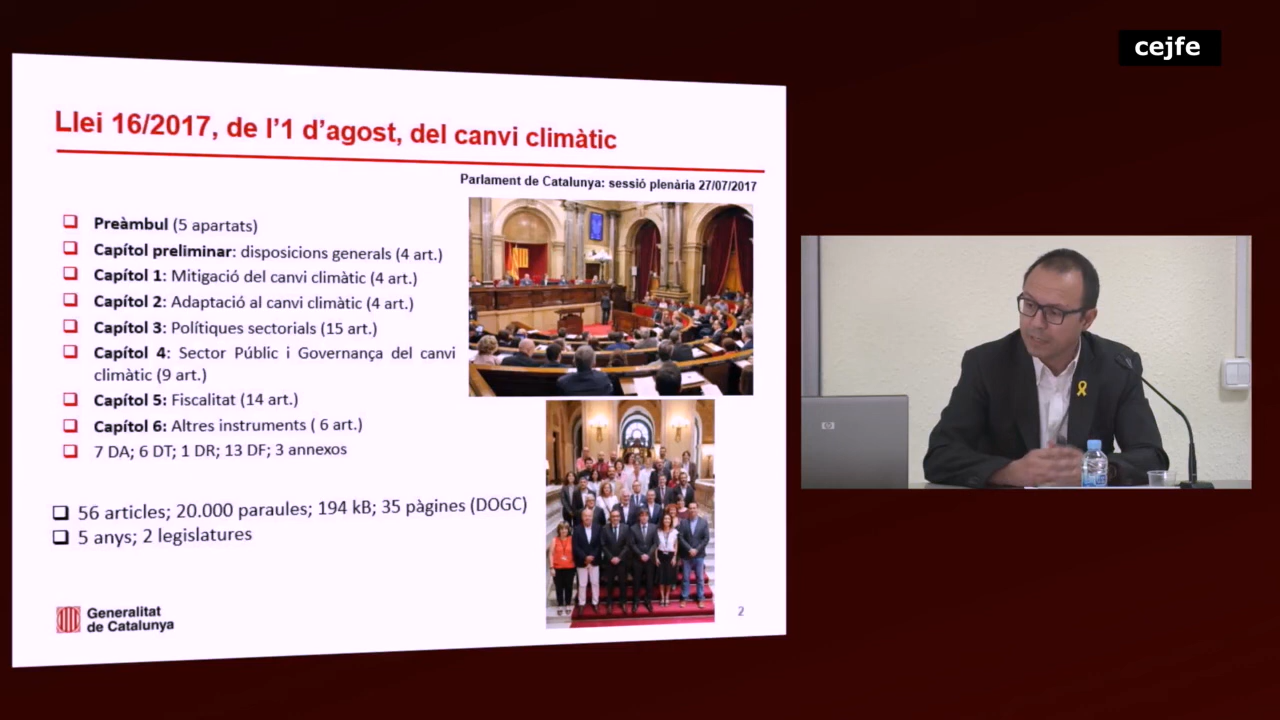 cejfe
Llei 16/2017, de l'1 d'agost, del canvi climàtic
Parlament de Catalunya: sessió plenària 27/07/2017
Preàmbul (5 apartats)
Capítol preliminar: disposicions generals (4 art.)
Capítol 1: Mitigació del canvi climàtic (4 art.)
Capítol 2: Adaptació al canvi climàtic (4 art.)
Capítol 3: Polítiques sectorials (15 art.)
Capítol 4: Sector Públic i Governança del canvi
climàtic (9 art.)
Capítol 5: Fiscalitat (14 art.)
Capítol 6: Altres instruments ( 6 art.)
7 DA; 6 DT; 1 DR; 13 DF; 3 annexos
56 articles; 20.000 paraules; 194 kB; 35 pàgines (DOGC)
5 anys; 2 legislatures
Generalitat
de Catalunya
2
hp